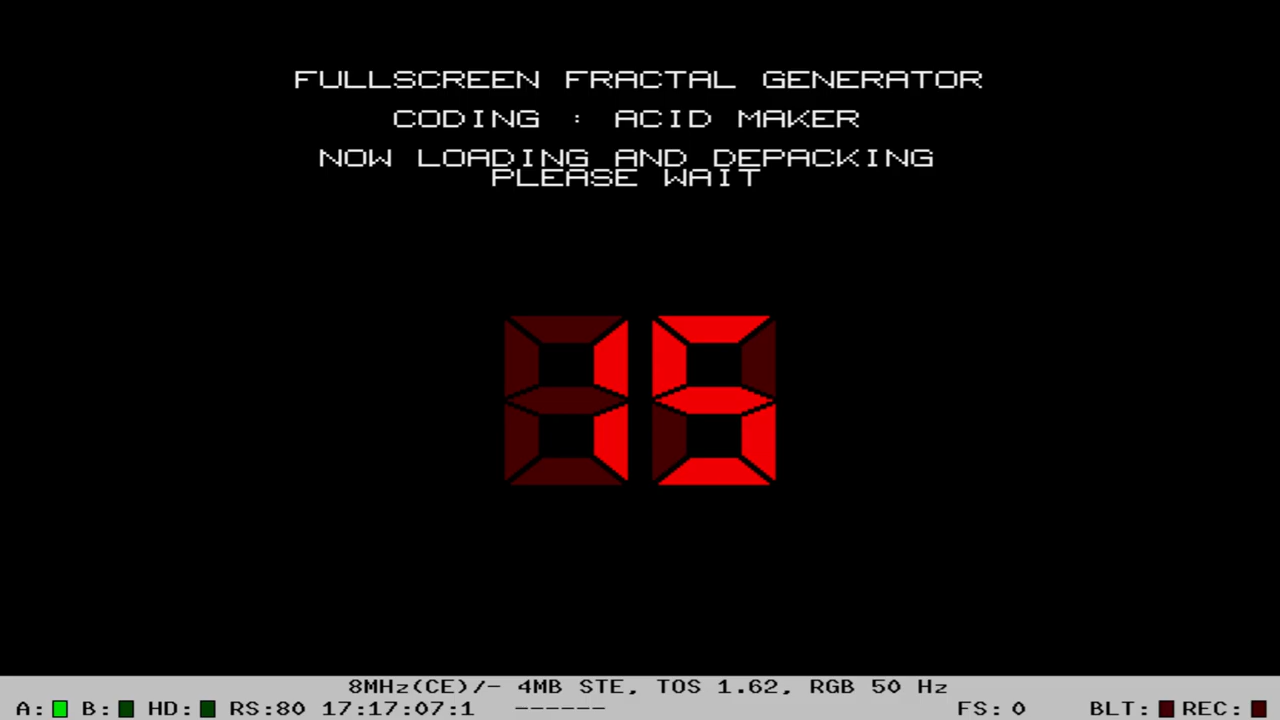 FULLSCREEN FRACTAL GENERATOR
CODING : ACID MAKER
NOW LOADING AND DEPACKING
PLEASE WAIT
15
8MHz(CE)/- 4MB STE, TOS 1.62, RGB 50 Hz
A: B: HD: RS:80 17:17:07:1 ------ FS: 0 BLT: REC: